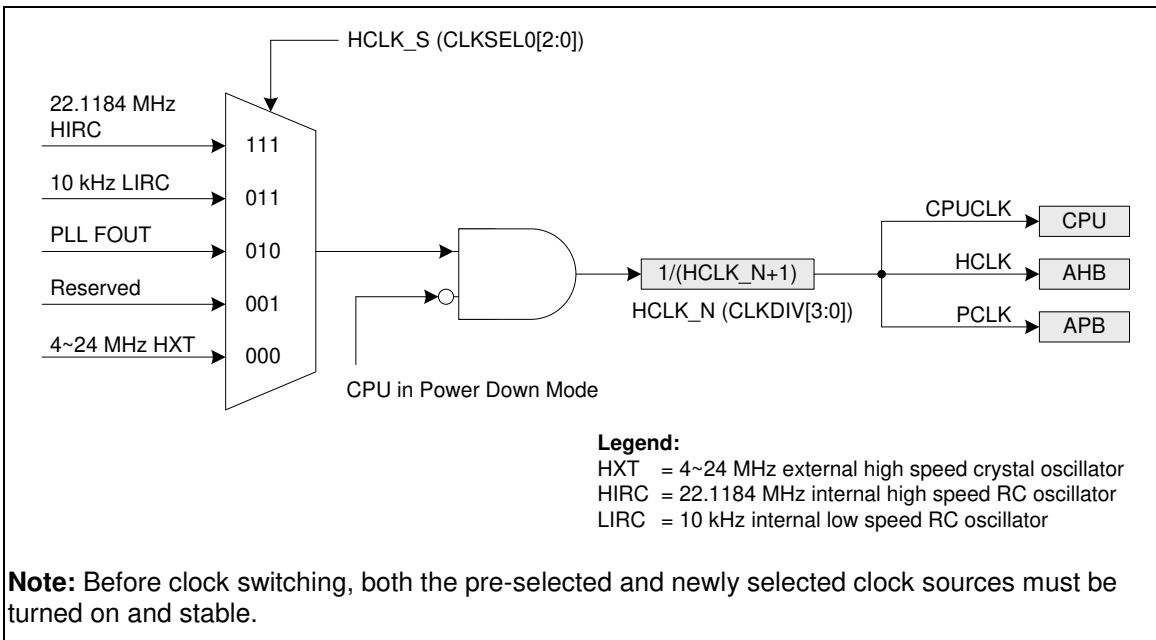 HCLK_S (CLKSEL0[2:0])
22.1184 MHz
HIRC
111
10 kHz LIRC
011
PLL FOUT
010
Reserved
001
4~24 MHz HXT
000
CPU in Power Down Mode
1/(HCLK_N+1)
HCLK_N (CLKDIV[3:0])
CPUCLK
CPU
HCLK
AHB
PCLK
APB
Legend:
HXT = 4~24 MHz external high speed crystal oscillator
HIRC = 22.1184 MHz internal high speed RC oscillator
LIRC = 10 kHz internal low speed RC oscillator
Note: Before clock switching, both the pre-selected and newly selected clock sources must be
turned on and stable.